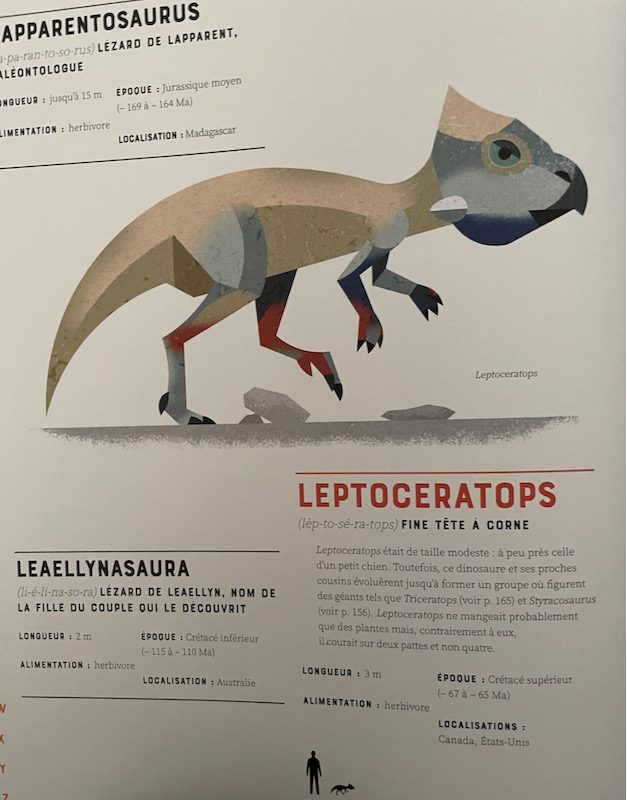 APPARENTOSAURUS
a-pa-ran-to-so-rus) LÉZARD DE LAPPARENT,
ALÉONTOLOGUE
ONGUEUR : jusqu'à 15 m
ÉPOQUE : Jurassique moyen
(– 169 à – 164 Ma)
LIMENTATION : herbivore
LOCALISATION : Madagascar
Leptoceratops
LEPTOCERATOPS
(lèp-to-sé-ra-tops) FINE TÊTE À CORNE
Leptoceratops était de taille modeste : à peu près celle
d'un petit chien. Toutefois, ce dinosaure et ses proches
cousins évoluèrent jusqu'à former un groupe où figurent
des géants tels que Triceratops (voir p. 165) et Styracosaurus
(voir p. 156). Leptoceratops ne mangeait probablement
que des plantes mais, contrairement à eux,
il courait sur deux pattes et non quatre.
LONGUEUR : 3 m
ÉPOQUE : Crétacé supérieur
(– 67 à – 65 Ma)
ALIMENTATION : herbivore
LOCALISATIONS :
Canada, États-Unis
LEAELLYNASAURA
(li-é-li-na-so-ra) LÉZARD DE LEAELLYN, NOM DE
LA FILLE DU COUPLE QUI LE DÉCOUVRIT
LONGUEUR : 2 m
ÉPOQUE : Crétacé inférieur
(– 115 à – 110 Ma)
ALIMENTATION : herbivore
LOCALISATION : Australie
W
X
Y
Z